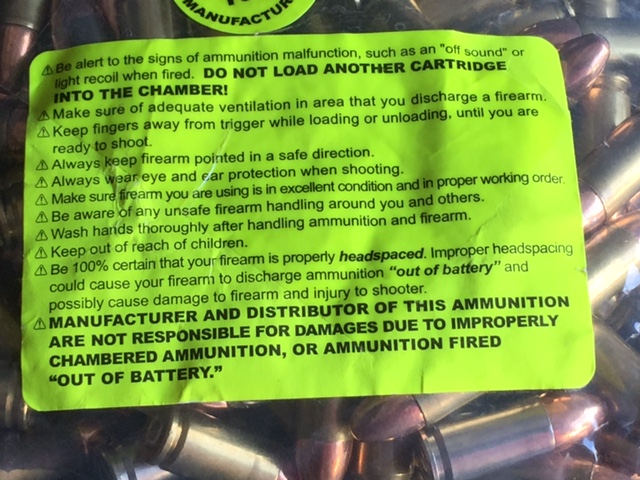 MANUFACTUR
⚠Be alert to the signs of ammunition malfunction, such as an "off sound" or
light recoil when fired. DO NOT LOAD ANOTHER CARTRIDGE
INTO THE CHAMBER!
⚠Make sure of adequate ventilation in area that you discharge a firearm.
⚠Keep fingers away from trigger while loading or unloading, until you are
ready to shoot.
⚠Always keep firearm pointed in a safe direction.
⚠Always wear eye and ear protection when shooting.
⚠Make sure firearm you are using is in excellent condition and in proper working order.
⚠Be aware of any unsafe firearm handling around you and others.
⚠Wash hands thoroughly after handling ammunition and firearm.
⚠Keep out of reach of children.
⚠Be 100% certain that your firearm is properly headspaced. Improper headspacing
could cause your firearm to discharge ammunition "out of battery" and
possibly cause damage to firearm and injury to shooter.
⚠MANUFACTURER AND DISTRIBUTOR OF THIS AMMUNITION
ARE NOT RESPONSIBLE FOR DAMAGES DUE TO IMPROPERLY
CHAMBERED AMMUNITION, OR AMMUNITION FIRED
"OUT OF BATTERY."